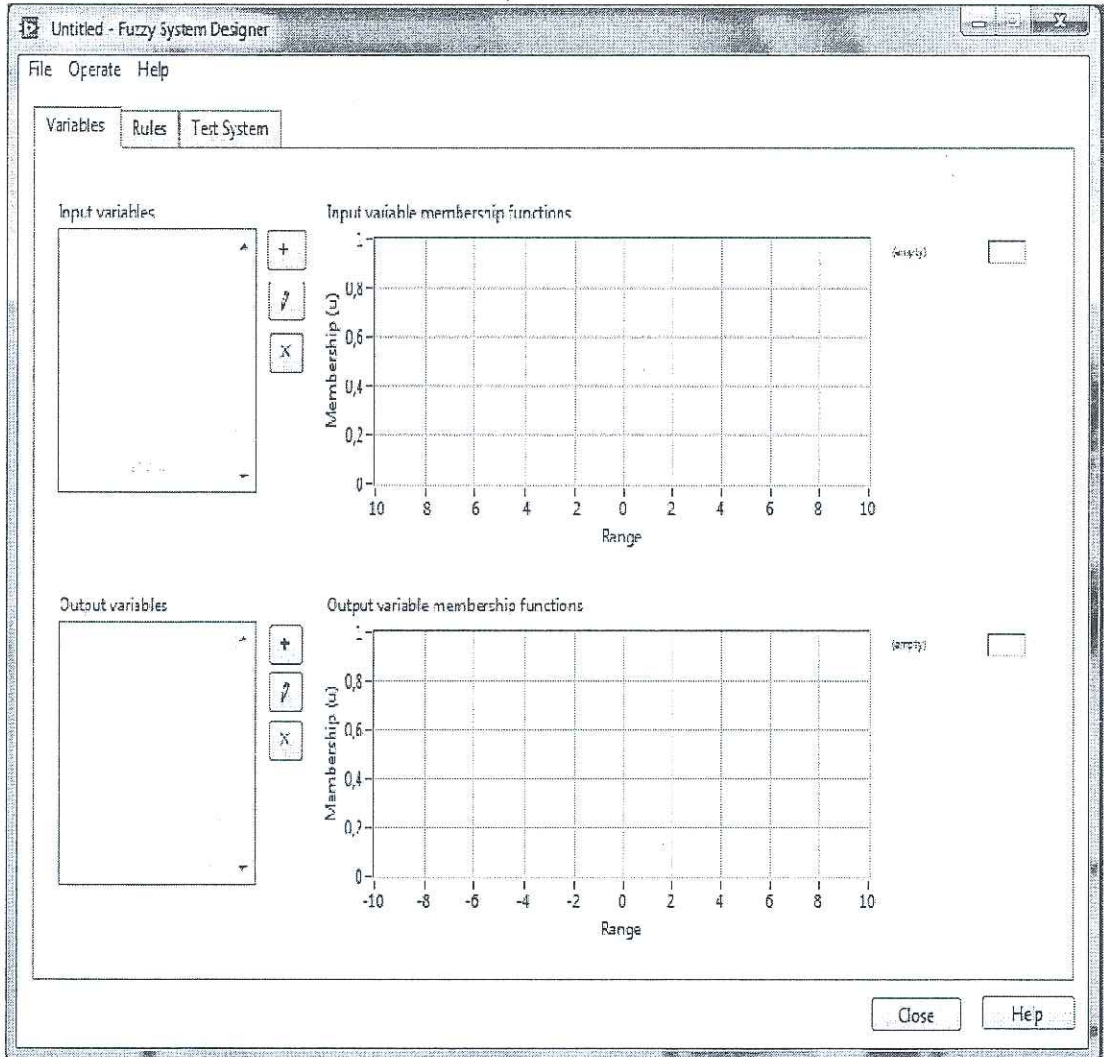 Untitled - Fuzzy System Designer
File Operate Help
Variables Rules Test System
Input variables
Input variable membership functions
+
x
Membership (u)
1
0,8
0,6
0,4
0,2
0
10 8 6 4 2 0 2 4 6 8 10
Range
(empty)
Output variables
Output variable membership functions
+
x
Membership (u)
1
0,8
0,6
0,4
0,2
0
-10 -8 -6 -4 -2 0 2 4 6 8 10
Range
(empty)
Close Help